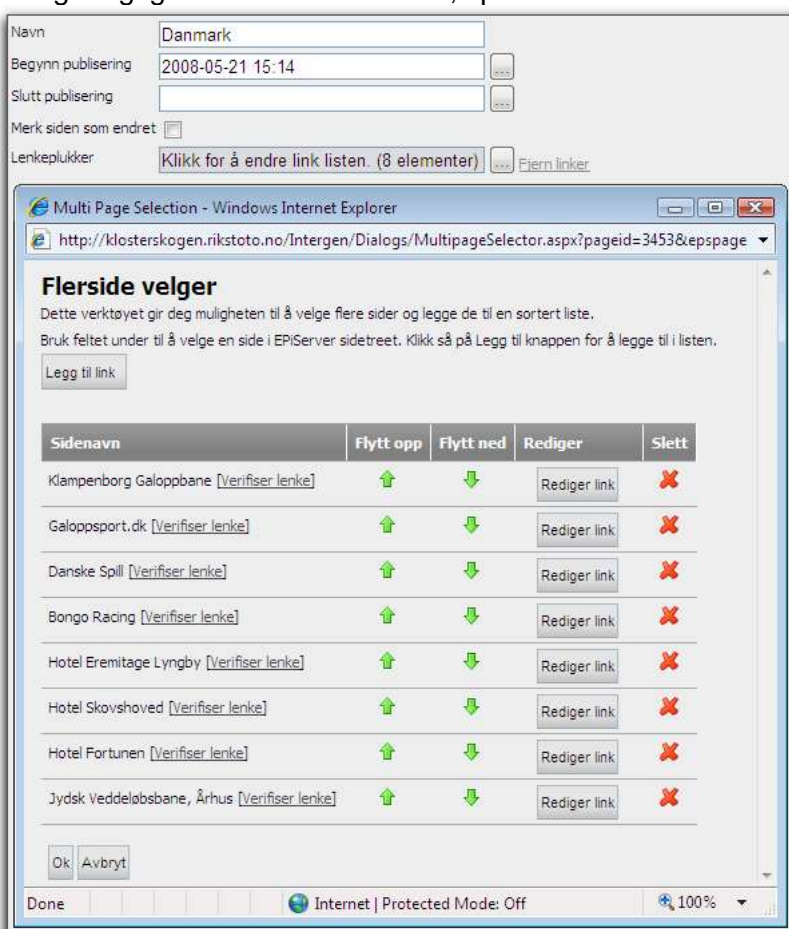 Navn Danmark
Begynn publisering 2008-05-21 15:14 ...
Slutt publisering ...
Merk siden som endret
Lenkeplukker Klikk for å endre link listen. (8 elementer) ... Fjern linker
Multi Page Selection - Windows Internet Explorer
http://klosterskogen.rikstoto.no/Intergen/Dialogs/MultipageSelector.aspx?pageid=3453&epspage
Flerside velger
Dette verktøyet gir deg muligheten til å velge flere sider og legge de til en sortert liste.
Bruk feltet under til å velge en side i EPiServer sidetreet. Klikk så på Legg til knappen for å legge til i listen.
Legg til link
Sidenavn Flytt opp Flytt ned Rediger Slett
Klampenborg Galoppbane [Verifiser lenke] Rediger link
Galoppsport.dk [Verifiser lenke] Rediger link
Danske Spill [Verifiser lenke] Rediger link
Bongo Racing [Verifiser lenke] Rediger link
Hotel Eremitage Lyngby [Verifiser lenke] Rediger link
Hotel Skovshoved [Verifiser lenke] Rediger link
Hotel Fortunen [Verifiser lenke] Rediger link
Jydsk Veddeløbsbane, Århus [Verifiser lenke] Rediger link
Ok Avbryt
Done Internet | Protected Mode: Off 100%